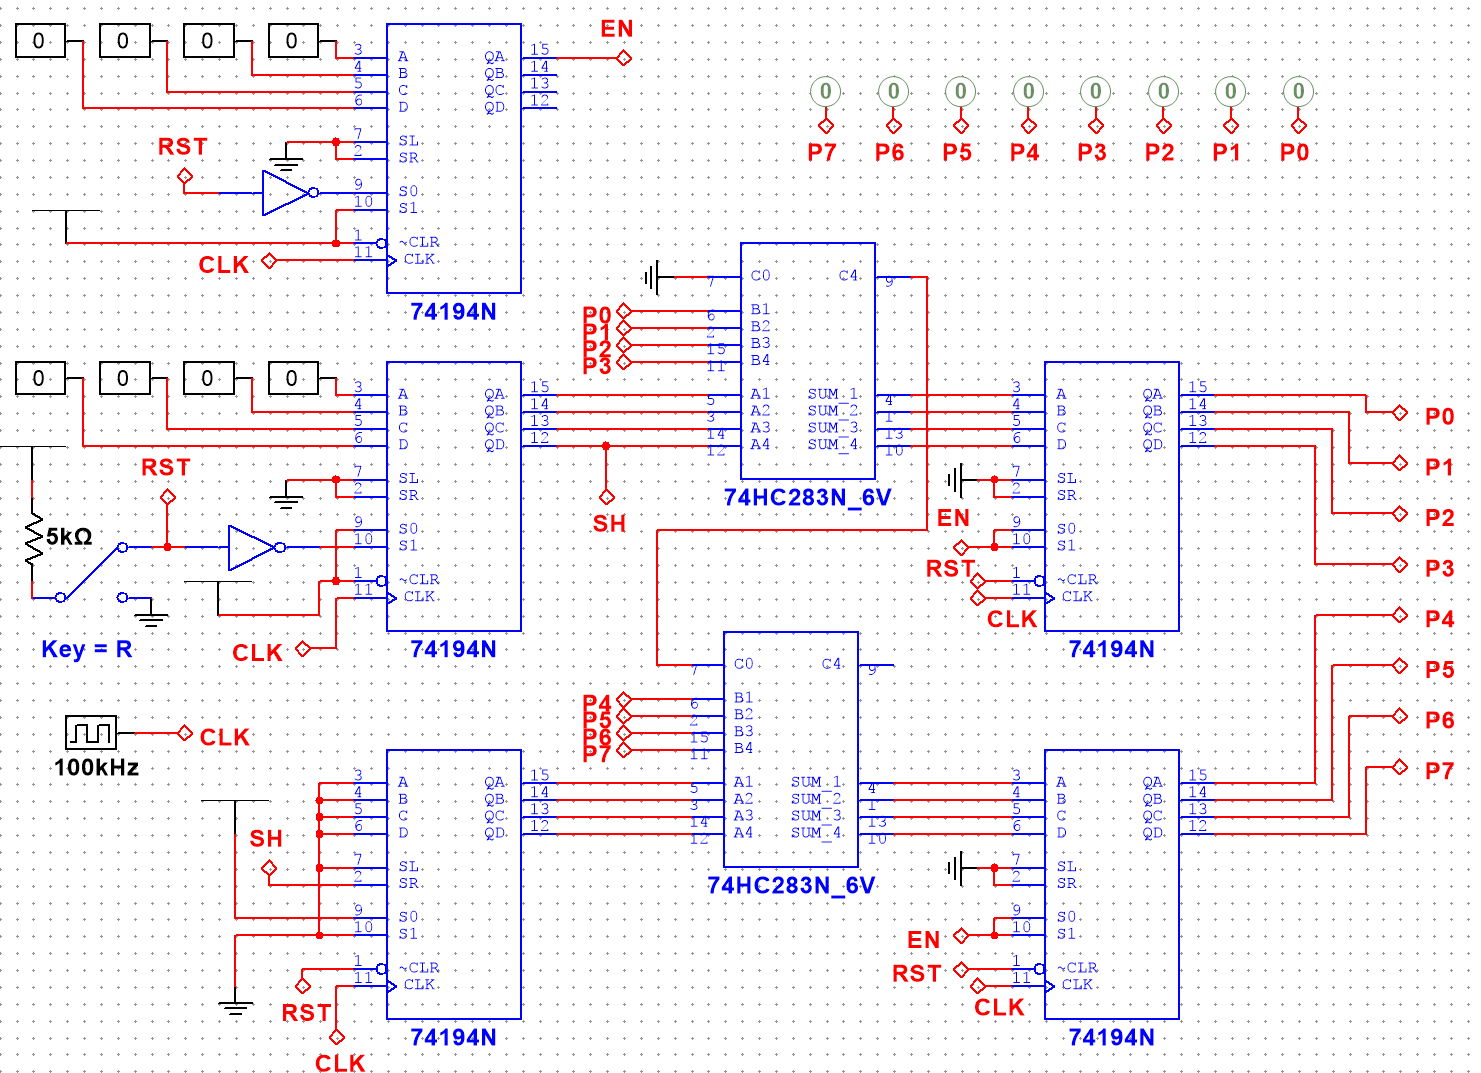 0 0 0 0
3 A QA 15 EN
4 B QB 14
5 C QC 13
6 D QD 12
7 SL
2 SR
RST
9 S0
10 S1
1 ~CLR
CLK 11 CLK
74194N
0 0 0 0 0 0 0 0
P7 P6 P5 P4 P3 P2 P1 P0
7 C0 C4 9
P0 6 B1
P1 2 B2
P2 15 B3
P3 11 B4
5 A1 SUM_1 4
3 A2 SUM_2 1
14 A3 SUM_3 13
12 A4 SUM_4 10
74HC283N_6V
0 0 0 0
3 A QA 15
4 B QB 14
5 C QC 13
6 D QD 12
SH
RST
7 SL
2 SR
9 S0
10 S1
1 ~CLR
11 CLK
5kΩ
Key = R
CLK
74194N
3 A QA 15 P0
4 B QB 14 P1
5 C QC 13 P2
6 D QD 12 P3
7 SL
2 SR
EN 9 S0
10 S1
RST 1 ~CLR
11 CLK
CLK
74194N
P4
P5
P6
P7
CLK
100kHz
7 C0 C4 9
P4 6 B1
P5 2 B2
P6 15 B3
P7 11 B4
5 A1 SUM_1 4
3 A2 SUM_2 1
14 A3 SUM_3 13
12 A4 SUM_4 10
74HC283N_6V
3 A QA 15
4 B QB 14
5 C QC 13
6 D QD 12
SH
7 SL
2 SR
9 S0
10 S1
1 ~CLR
11 CLK
RST
CLK
74194N
3 A QA 15
4 B QB 14
5 C QC 13
6 D QD 12
7 SL
2 SR
9 S0
EN 10 S1
RST 1 ~CLR
11 CLK
CLK
74194N